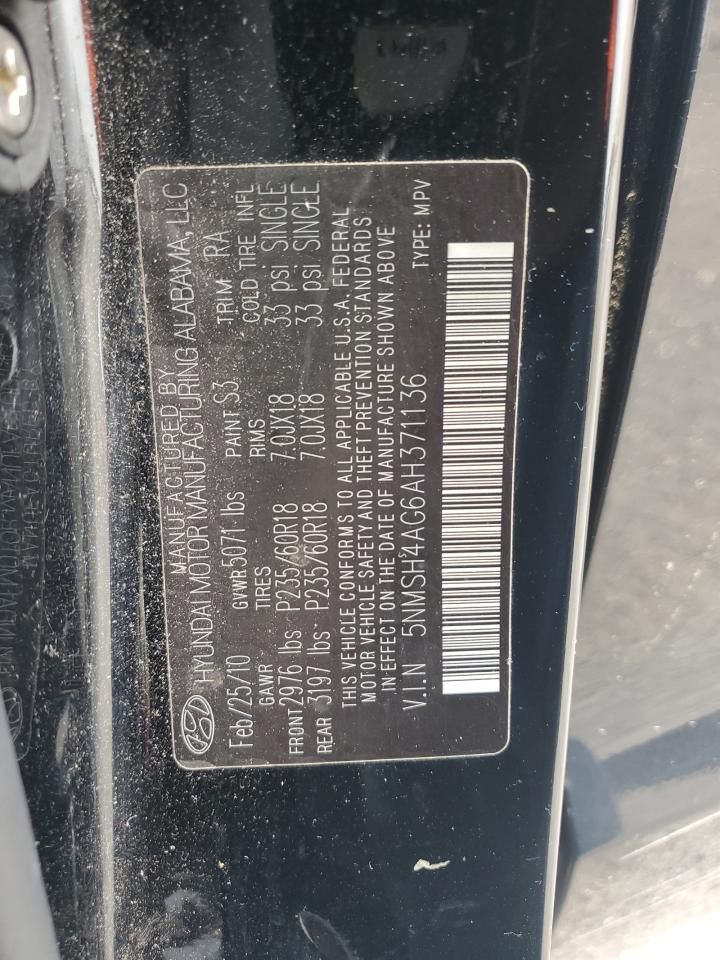 MANUFACTURED BY
HYUNDAI MOTOR MANUFACTURING ALABAMA, LLC
Feb/25/10 GVWR 5071 lbs PAINT S3 TRIM RA
GAWR TIRES RIMS COLD TIRE INFL
FRONT 2976 lbs P235/60R18 7.0JX18 33 psi SINGLE
REAR 3197 lbs P235/60R18 7.0JX18 33 psi SINGLE
THIS VEHICLE CONFORMS TO ALL APPLICABLE U.S.A. FEDERAL
MOTOR VEHICLE SAFETY AND THEFT PREVENTION STANDARDS
IN EFFECT ON THE DATE OF MANUFACTURE SHOWN ABOVE
V.I.N 5NMSH4AG6AH371136 TYPE: MPV